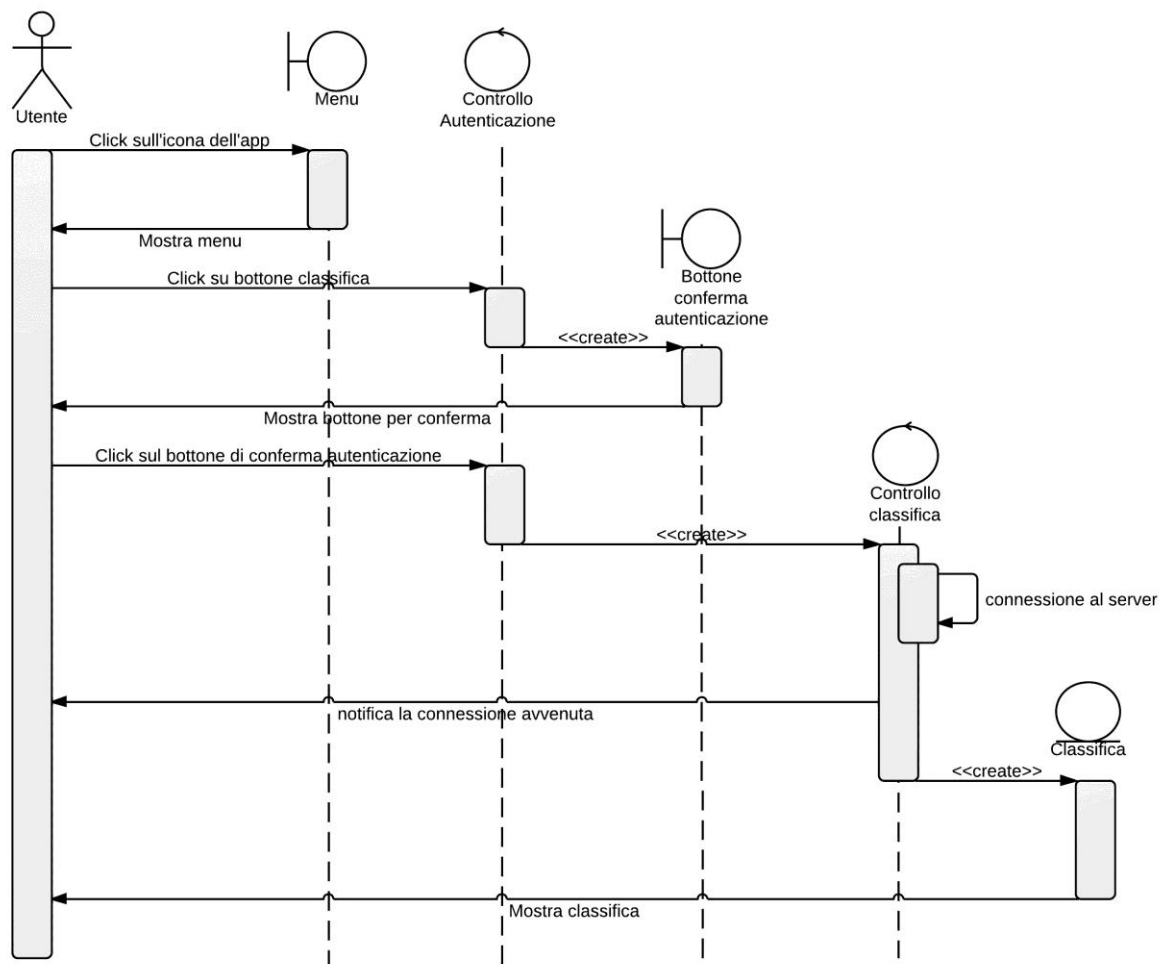 Utente
Menu
Controllo
Autenticazione
Click sull'icona dell'app
Mostra menu
Bottone
conferma
autenticazione
Click su bottone classifica
<<create>>
Mostra bottone per conferma
Click sul bottone di conferma autenticazione
Controllo
classifica
<<create>>
connessione al server
notifica la connessione avvenuta
Classifica
<<create>>
Mostra classifica